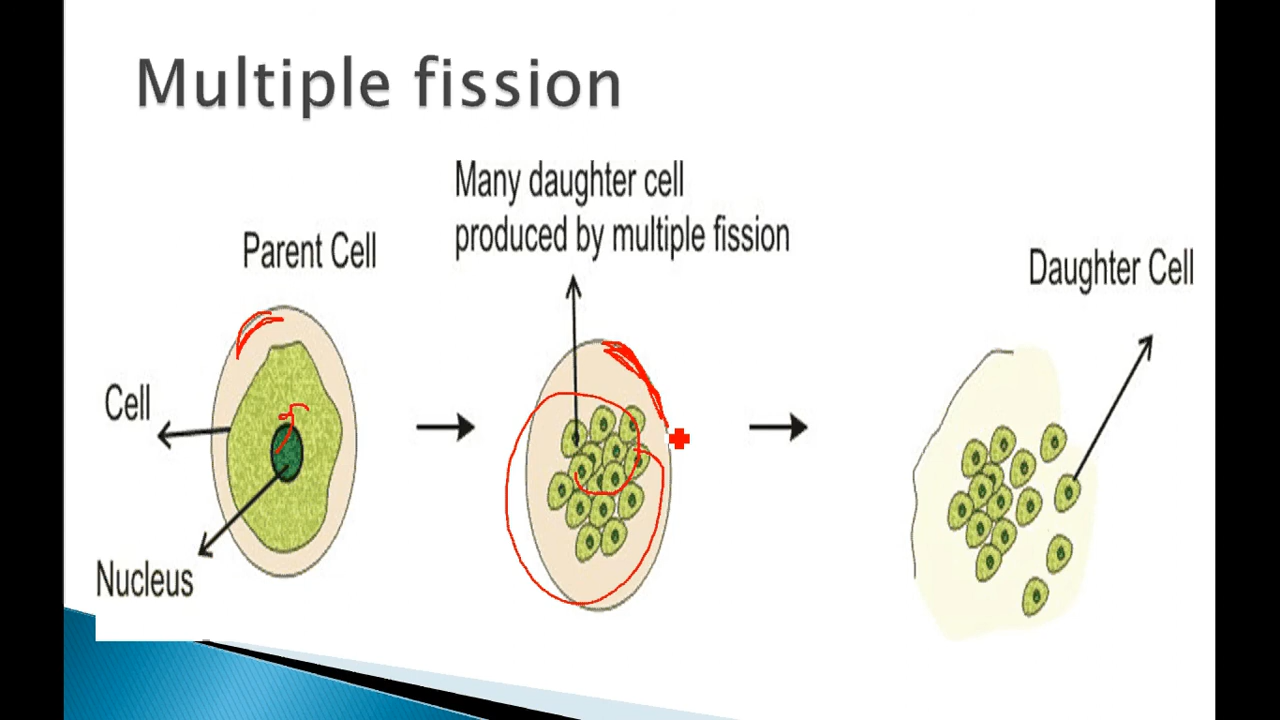 Multiple fission
Many daughter cell
produced by multiple fission
Parent Cell
Daughter Cell
Cell
Nucleus